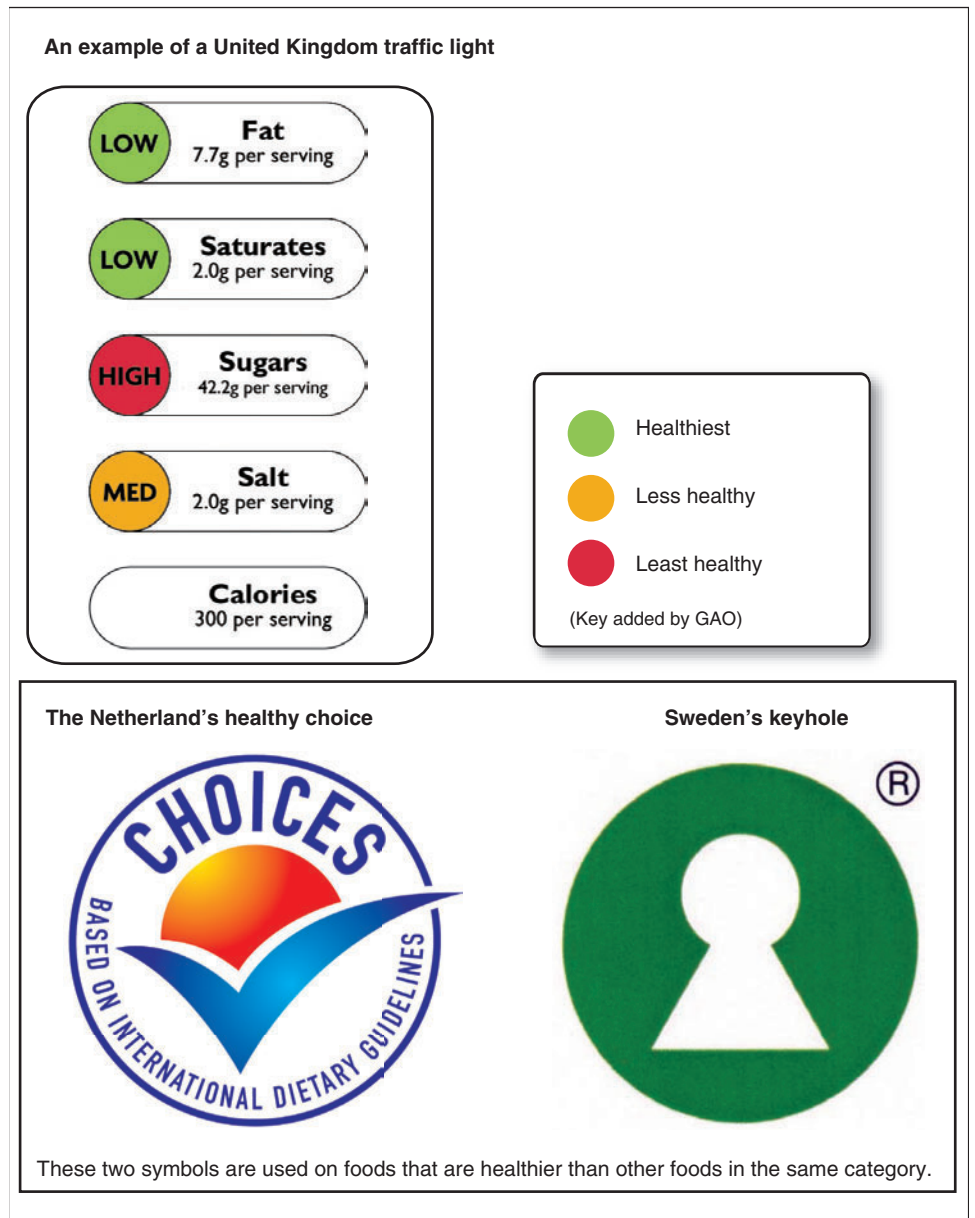 An example of a United Kingdom traffic light
LOW
Fat
7.7g per serving
LOW
Saturates
2.0g per serving
HIGH
Sugars
42.2g per serving
MED
Salt
2.0g per serving
Calories
300 per serving
Healthiest
Less healthy
Least healthy
(Key added by GAO)
The Netherland's healthy choice
CHOICES
BASED ON INTERNATIONAL DIETARY GUIDELINES
Sweden's keyhole
®
These two symbols are used on foods that are healthier than other foods in the same category.